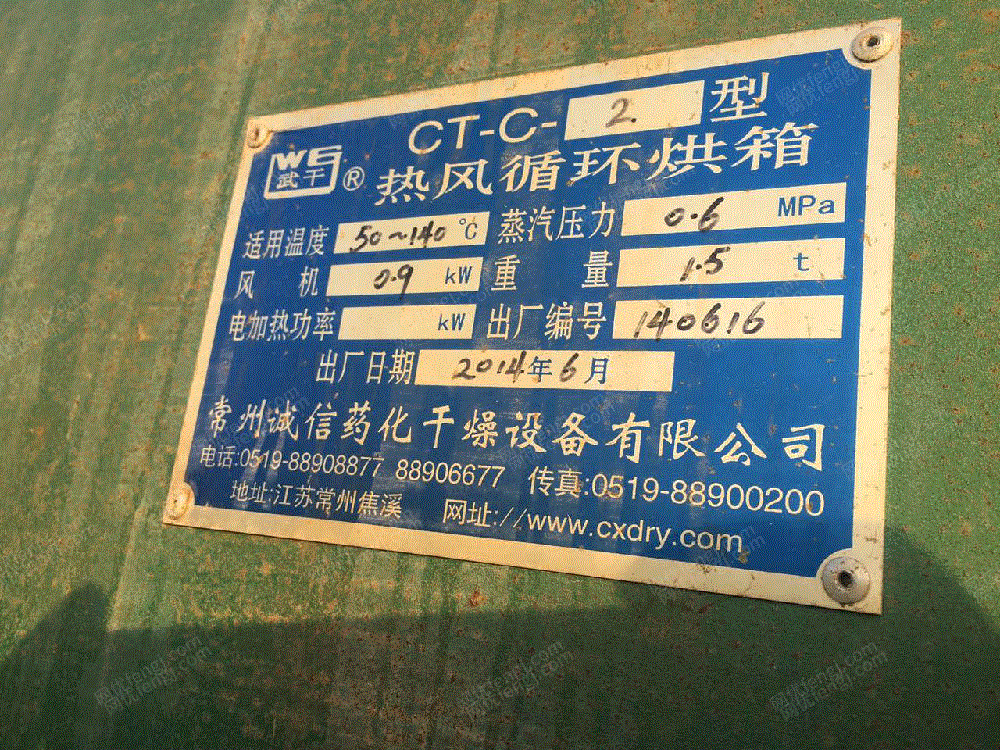 CT-C-2型
WG武干® 热风循环烘箱
适用温度 50~140 ℃ 蒸汽压力 0.6 MPa
风机 0.9 kW 重量 1.5 t
电加热功率 kW 出厂编号 140616
出厂日期 2014年6月
常州诚信药化干燥设备有限公司
电话:0519-88908877 88906677 传真:0519-88900200
地址:江苏常州焦溪 网址://www.cxdry.com